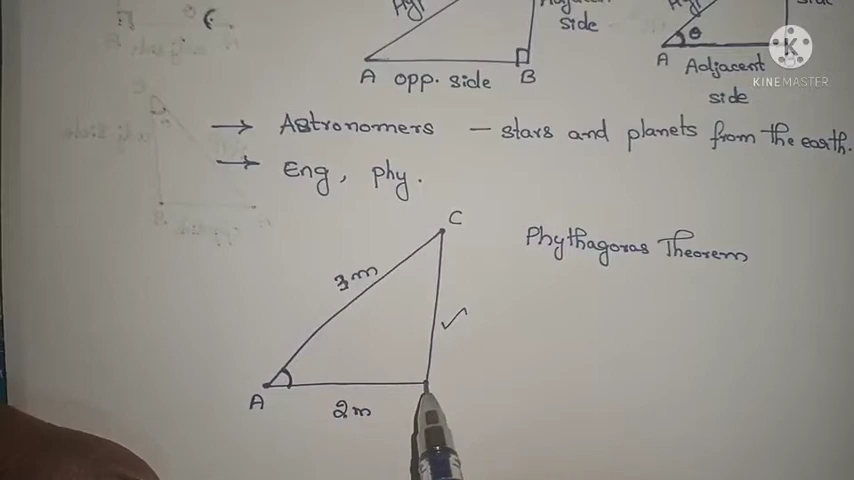 side
A opp. side B
θ
A Adjacent
side
KINEMASTER
→ Astronomers – stars and planets from the earth.
→ Eng, phy.
C
Phythagoras Theorem
3m
A
2m